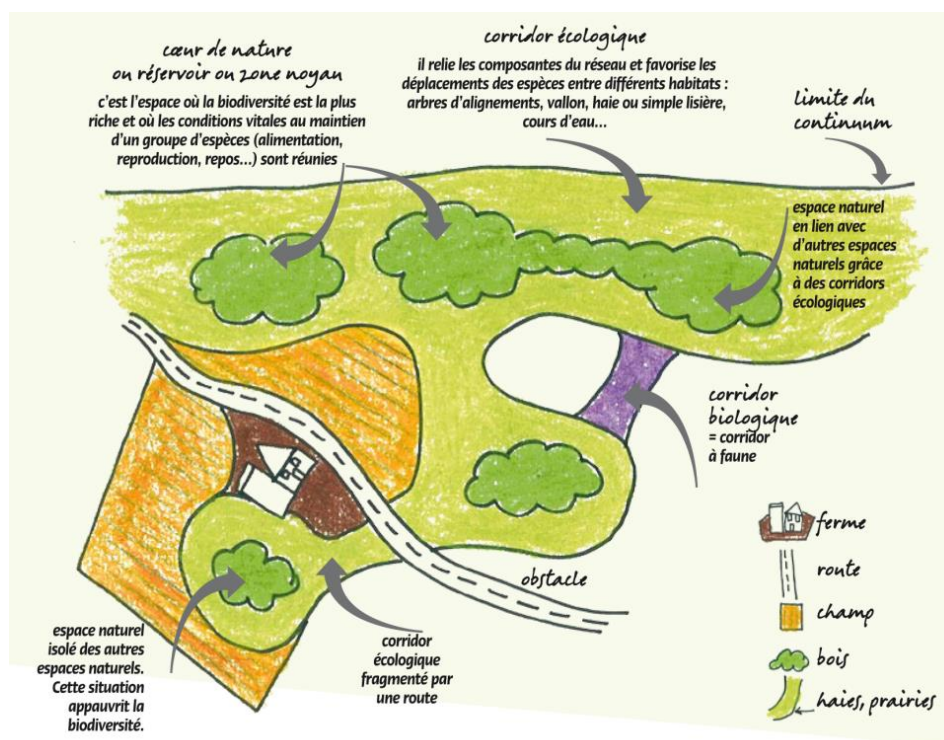 cœur de nature
ou réservoir ou zone noyau
c'est l'espace où la biodiversité est la plus
riche et où les conditions vitales au maintien
d'un groupe d'espèces (alimentation,
reproduction, repos...) sont réunies
corridor écologique
il relie les composantes du réseau et favorise les
déplacements des espèces entre différents habitats :
arbres d'alignements, vallon, haie ou simple lisière,
cours d'eau...
limite du
continuum
espace naturel
en lien avec
d'autres espaces
naturels grâce
à des corridors
écologiques
corridor
biologique
= corridor
à faune
obstacle
espace naturel
isolé des autres
espaces naturels.
Cette situation
appauvrit la
biodiversité.
corridor
écologique
fragmenté par
une route
ferme
route
champ
bois
haies, prairies